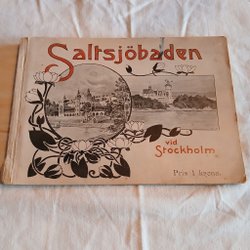 Saltsjöbaden
vid
Stockholm
Pris 1 krona.